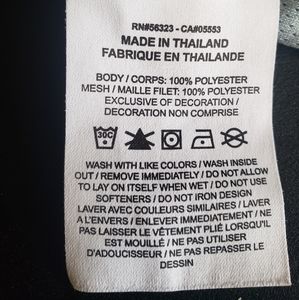 RN#56323 - CA#05553
MADE IN THAILAND
FABRIQUE EN THAILANDE
BODY / CORPS: 100% POLYESTER
MESH / MAILLE FILET: 100% POLYESTER
EXCLUSIVE OF DECORATION /
DECORATION NON COMPRISE
30C
WASH WITH LIKE COLORS / WASH INSIDE
OUT / REMOVE IMMEDIATELY / DO NOT ALLOW
TO LAY ON ITSELF WHEN WET / DO NOT USE
SOFTENERS / DO NOT IRON DESIGN
LAVER AVEC COULEURS SIMILAIRES / LAVER
A L'ENVERS / ENLEVER IMMEDIATEMENT / NE
PAS LAISSER LE VÊTEMENT PLIÉ LORSQU'IL
EST MOUILLÉ / NE PAS UTILISER
D'ADOUCISSEUR / NE PAS REPASSER LE
DESSIN